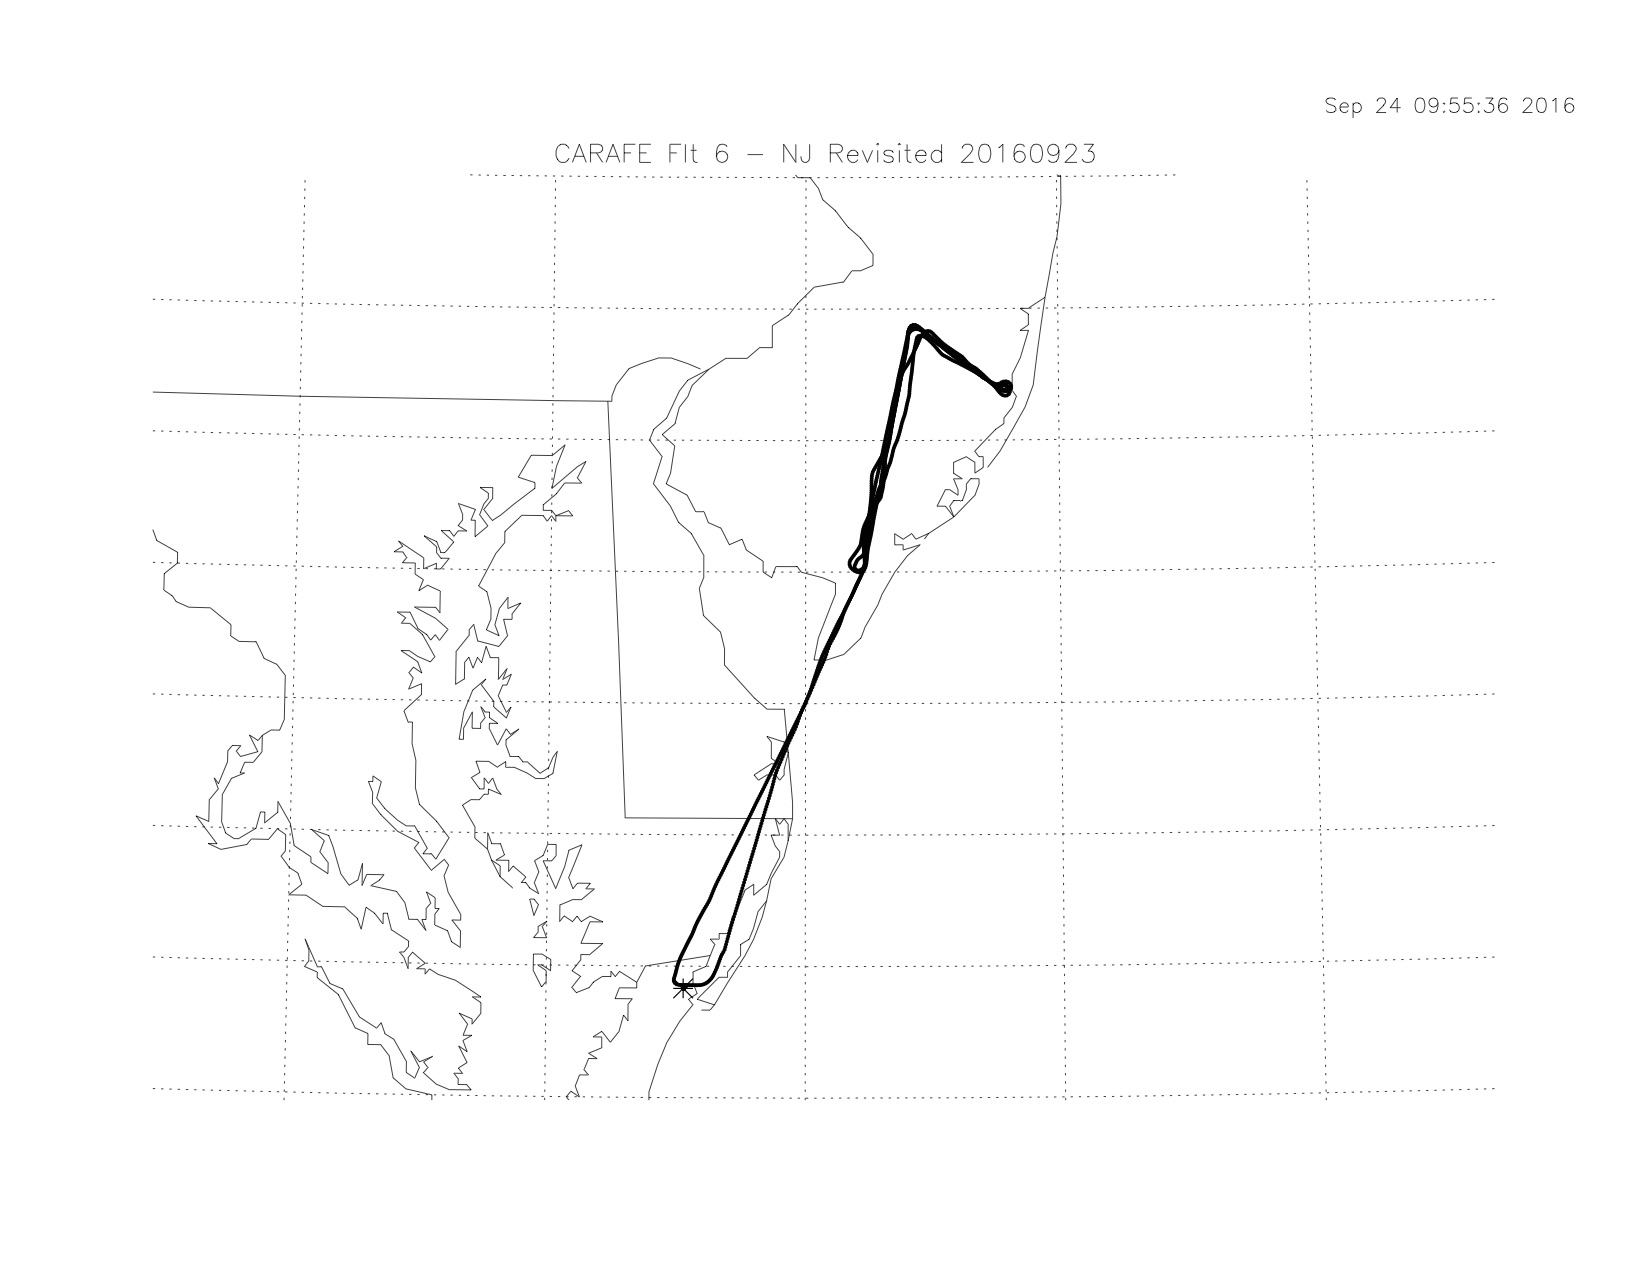 Sep 24 09:55:36 2016
CARAFE Flt 6 – NJ Revisited 20160923